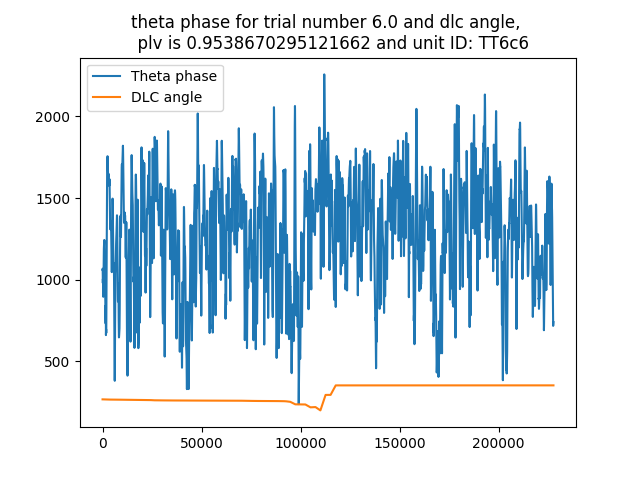 theta phase for trial number 6.0 and dlc angle,
plv is 0.9538670295121662 and unit ID: TT6c6
Theta phase
DLC angle
2000
1500
1000
500
0
50000
100000
150000
200000